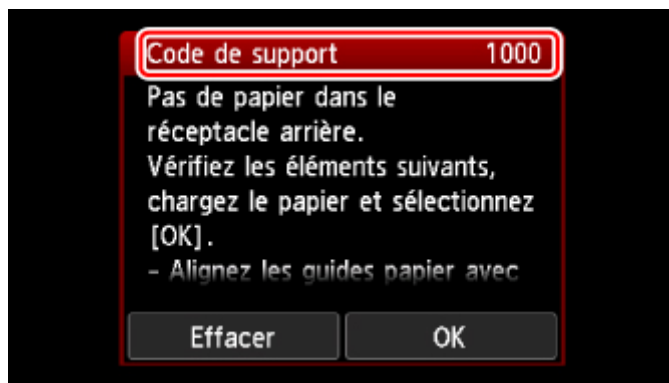 Code de support 1000
Pas de papier dans le
réceptacle arrière.
Vérifiez les éléments suivants,
chargez le papier et sélectionnez
[OK].
- Alignez les guides papier avec
Effacer OK